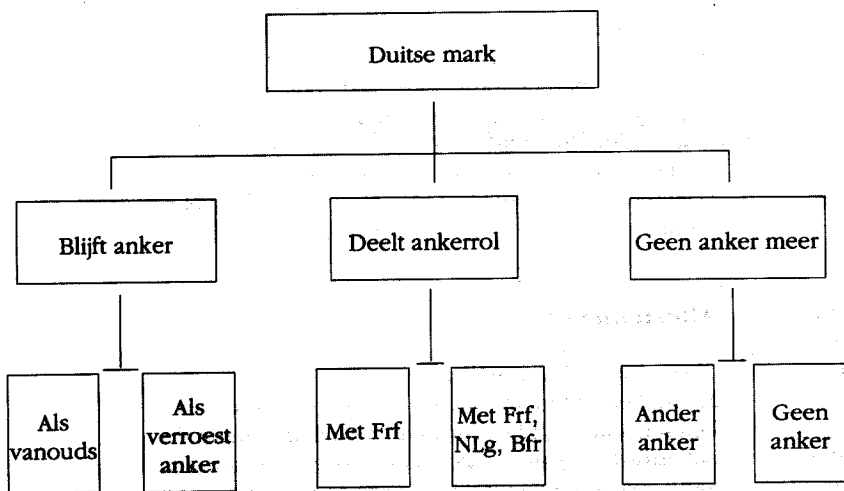 Duitse mark
Blijft anker
Deelt ankerrol
Geen anker meer
Als
vanouds
Als
verroest
anker
Met Frf
Met Frf,
NLg, Bfr
Ander
anker
Geen
anker